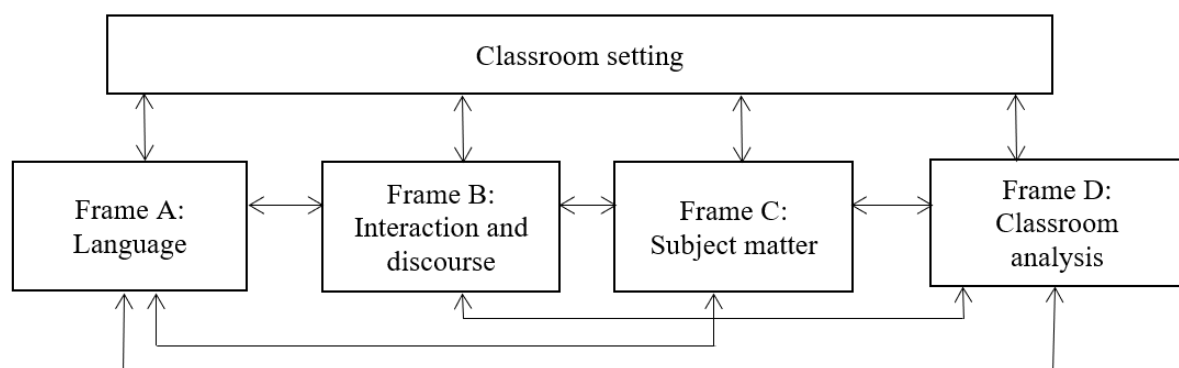 Classroom setting
Frame A:
Language
Frame B:
Interaction and
discourse
Frame C:
Subject matter
Frame D:
Classroom
analysis